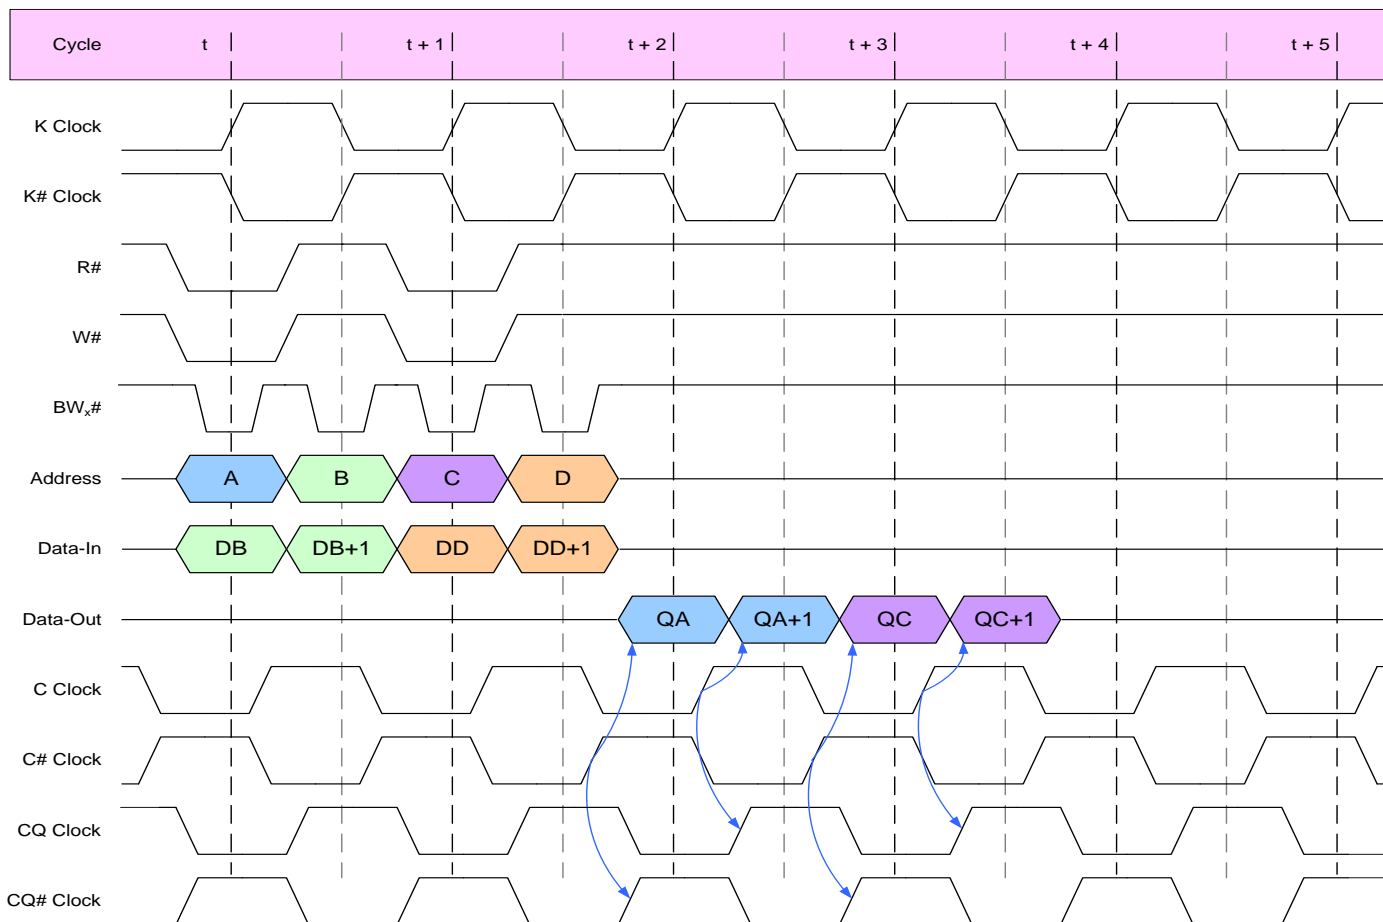 Cycle t t + 1 t + 2 t + 3 t + 4 t + 5
K Clock
K# Clock
R#
W#
BWx#
Address A B C D
Data-In DB DB+1 DD DD+1
Data-Out QA QA+1 QC QC+1
C Clock
C# Clock
CQ Clock
CQ# Clock